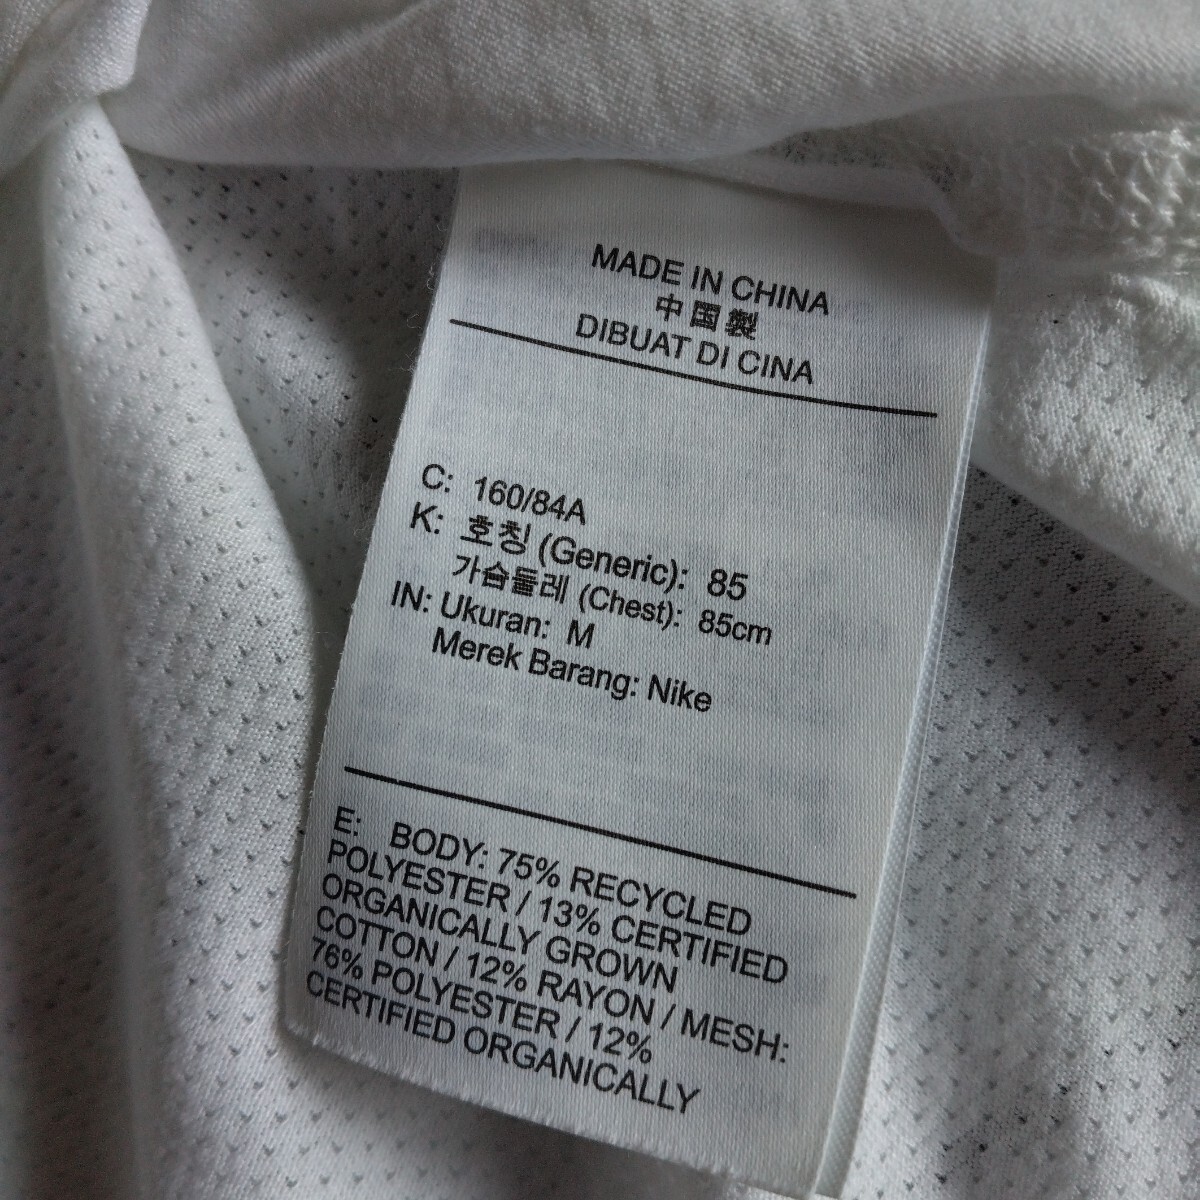 MADE IN CHINA
中国製
DIBUAT DI CINA
C: 160/84A
K: 호칭 (Generic): 85
가슴둘레 (Chest): 85cm
IN: Ukuran: M
Merek Barang: Nike
E: BODY: 75% RECYCLED
POLYESTER / 13% CERTIFIED
ORGANICALLY GROWN
COTTON / 12% RAYON / MESH:
76% POLYESTER / 12%
CERTIFIED ORGANICALLY